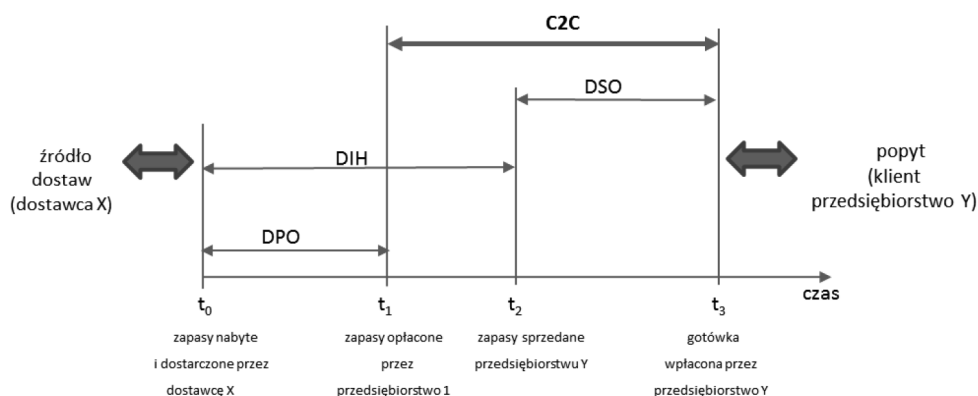 C2C
DSO
DIH
DPO
źródło
dostaw
(dostawca X)
popyt
(klient
przedsiębiorstwo Y)
czas
t₀
zapasy nabyte
i dostarczone przez
dostawcę X
t₁
zapasy opłacone
przez
przedsiębiorstwo 1
t₂
zapasy sprzedane
przedsiębiorstwu Y
t₃
gotówka
wpłacona przez
przedsiębiorstwo Y